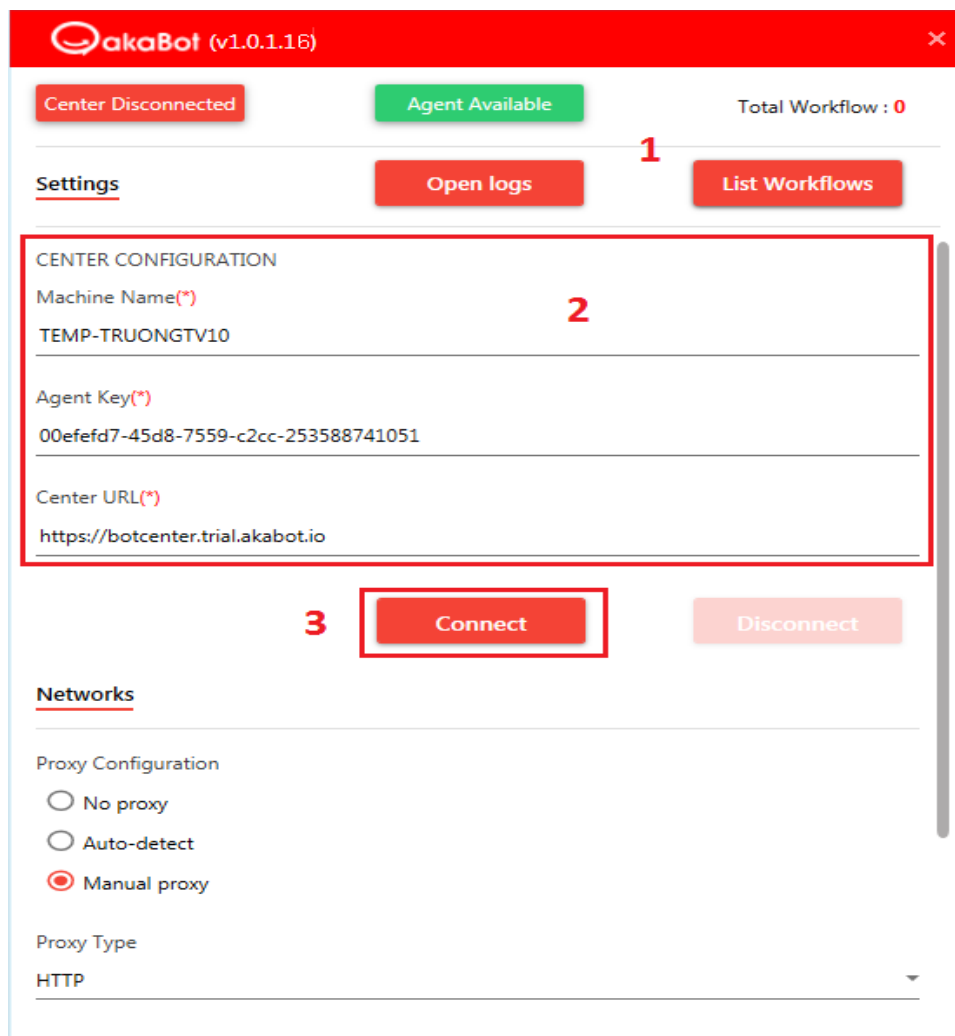 akaBot (v1.0.1.16)
Center Disconnected
Agent Available
Total Workflow : 0
1
Settings
Open logs
List Workflows
CENTER CONFIGURATION
Machine Name(*)
2
TEMP-TRUONGTV10
Agent Key(*)
00efefd7-45d8-7559-c2cc-253588741051
Center URL(*)
https://botcenter.trial.akabot.io
3
Connect
Disconnect
Networks
Proxy Configuration
No proxy
Auto-detect
Manual proxy
Proxy Type
HTTP